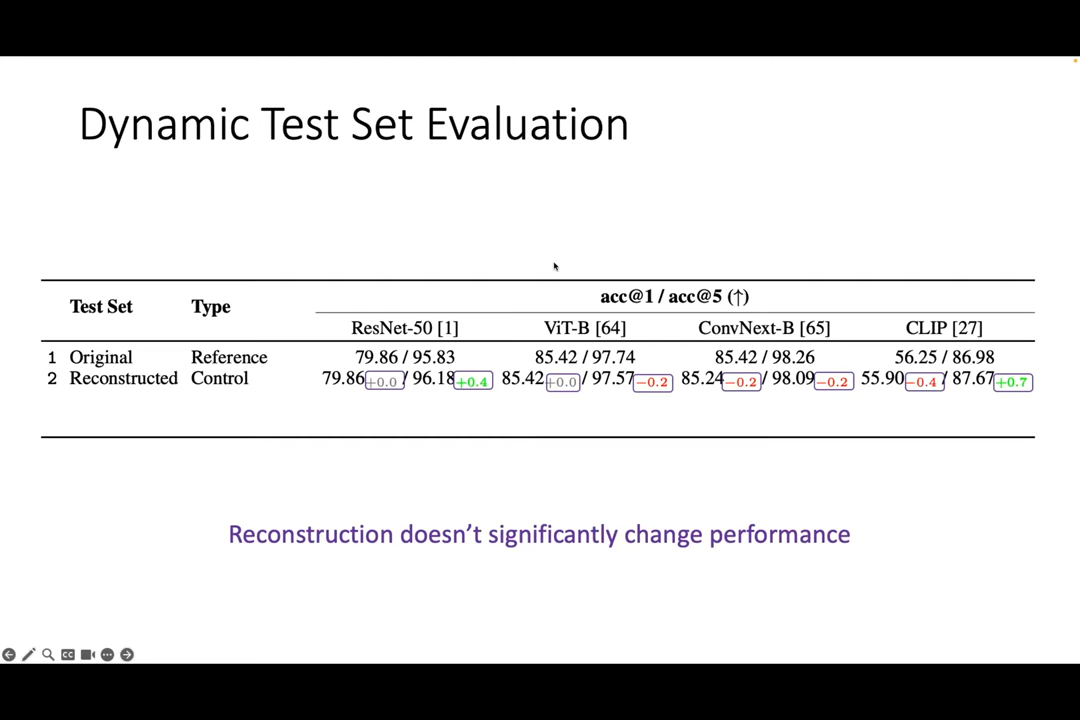 Dynamic Test Set Evaluation
Test Set Type acc@1 / acc@5 (↑)
ResNet-50 [1] ViT-B [64] ConvNext-B [65] CLIP [27]
1 Original Reference 79.86 / 95.83 85.42 / 97.74 85.42 / 98.26 56.25 / 86.98
2 Reconstructed Control 79.86+0.0 / 96.18+0.4 85.42+0.0 / 97.57−0.2 85.24−0.2 / 98.09−0.2 55.90−0.4 / 87.67+0.7
Reconstruction doesn't significantly change performance
CC